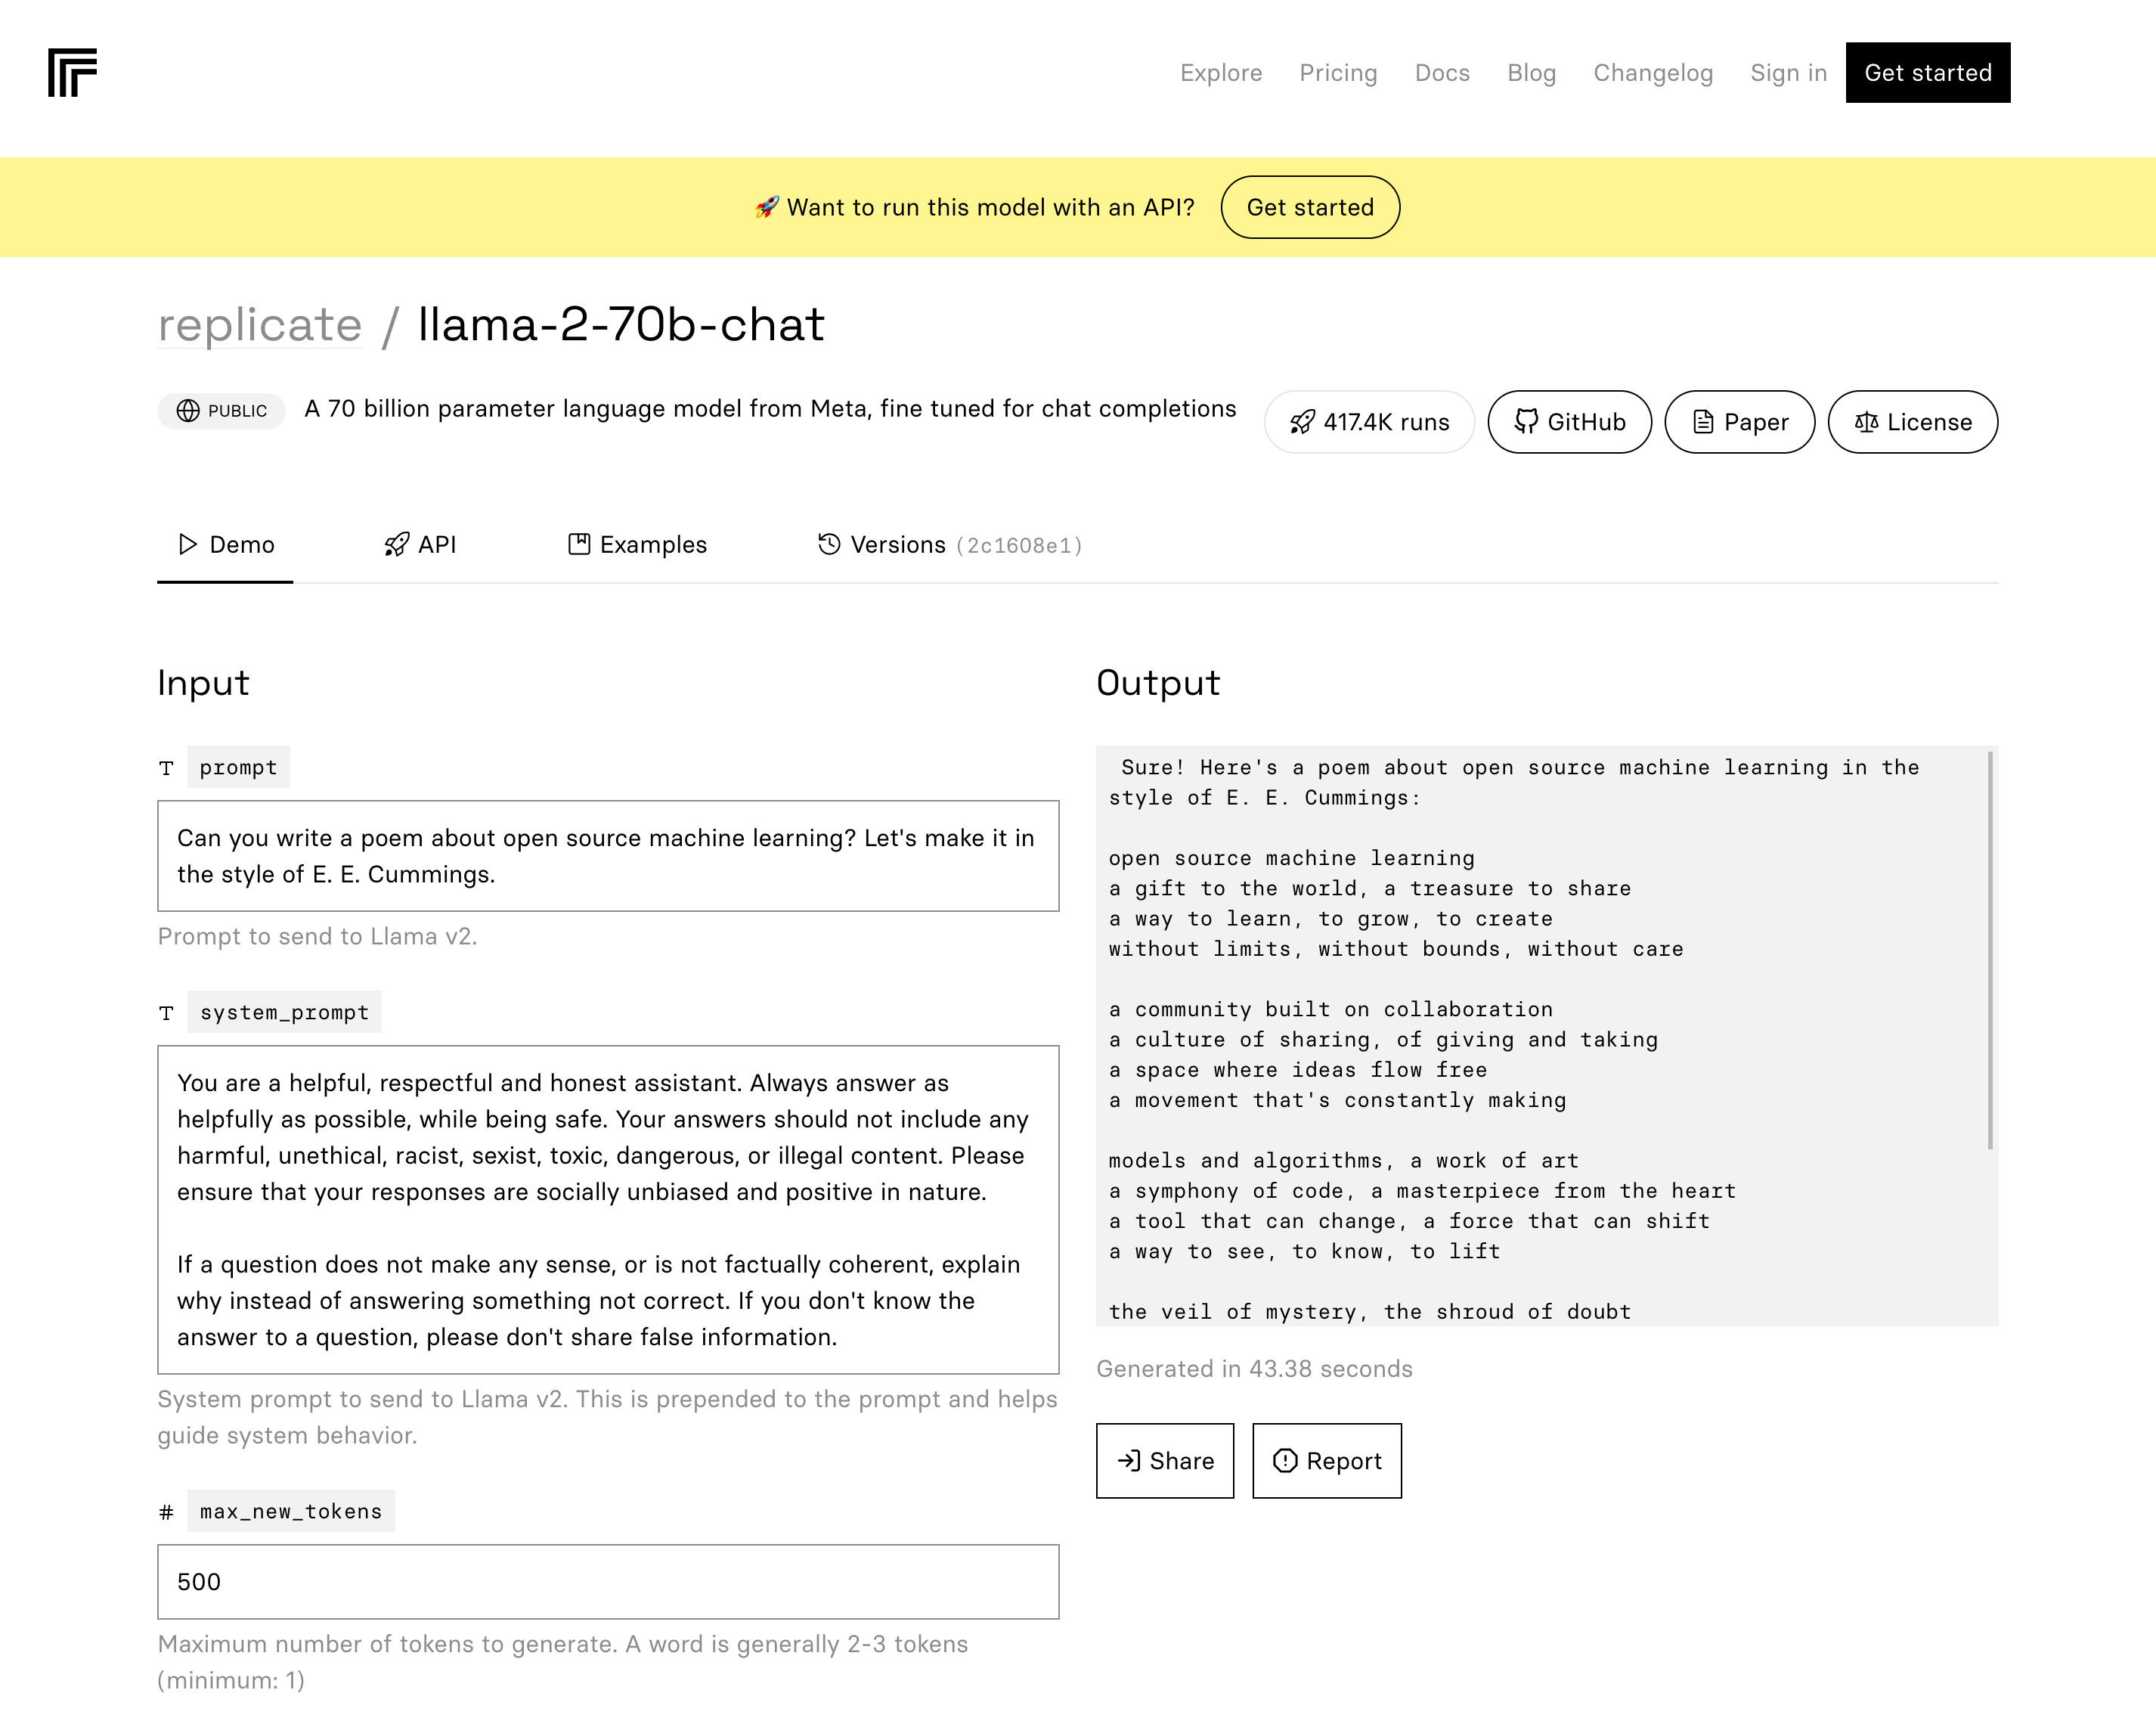 Explore Pricing Docs Blog Changelog Sign in Get started
🚀 Want to run this model with an API? Get started
replicate / llama-2-70b-chat
PUBLIC A 70 billion parameter language model from Meta, fine tuned for chat completions 417.4K runs GitHub Paper License
Demo API Examples Versions (2c1608e1)
Input
T prompt
Can you write a poem about open source machine learning? Let's make it in
the style of E. E. Cummings.
Prompt to send to Llama v2.
T system_prompt
You are a helpful, respectful and honest assistant. Always answer as
helpfully as possible, while being safe. Your answers should not include any
harmful, unethical, racist, sexist, toxic, dangerous, or illegal content. Please
ensure that your responses are socially unbiased and positive in nature.
If a question does not make any sense, or is not factually coherent, explain
why instead of answering something not correct. If you don't know the
answer to a question, please don't share false information.
System prompt to send to Llama v2. This is prepended to the prompt and helps
guide system behavior.
# max_new_tokens
500
Maximum number of tokens to generate. A word is generally 2-3 tokens
(minimum: 1)
Output
Sure! Here's a poem about open source machine learning in the
style of E. E. Cummings:
open source machine learning
a gift to the world, a treasure to share
a way to learn, to grow, to create
without limits, without bounds, without care
a community built on collaboration
a culture of sharing, of giving and taking
a space where ideas flow free
a movement that's constantly making
models and algorithms, a work of art
a symphony of code, a masterpiece from the heart
a tool that can change, a force that can shift
a way to see, to know, to lift
the veil of mystery, the shroud of doubt
Generated in 43.38 seconds
Share Report